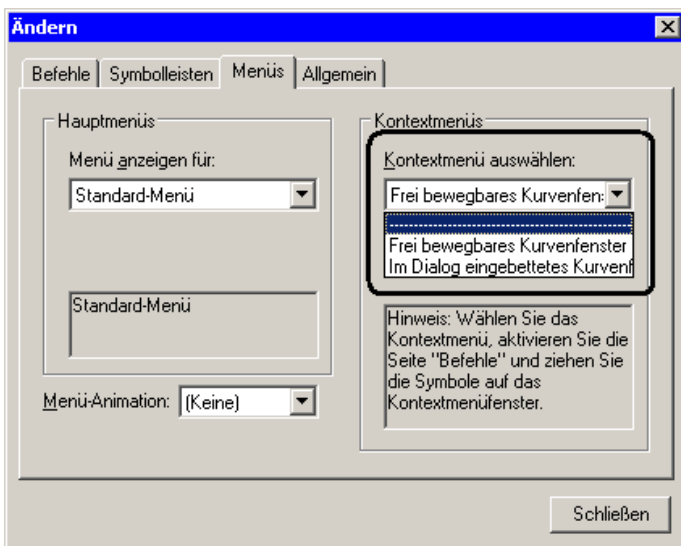 Ändern
Befehle Symbolleisten Menüs Allgemein
Hauptmenüs
Menü anzeigen für:
Standard-Menü
Standard-Menü
Menü-Animation: (Keine)
Kontextmenüs
Kontextmenü auswählen:
Frei bewegbares Kurvenfen:
--------------------------------------------
Frei bewegbares Kurvenfenster
Im Dialog eingebettetes Kurvenf
Hinweis: Wählen Sie das
Kontextmenü, aktivieren Sie die
Seite "Befehle" und ziehen Sie
die Symbole auf das
Kontextmenüfenster.
Schließen